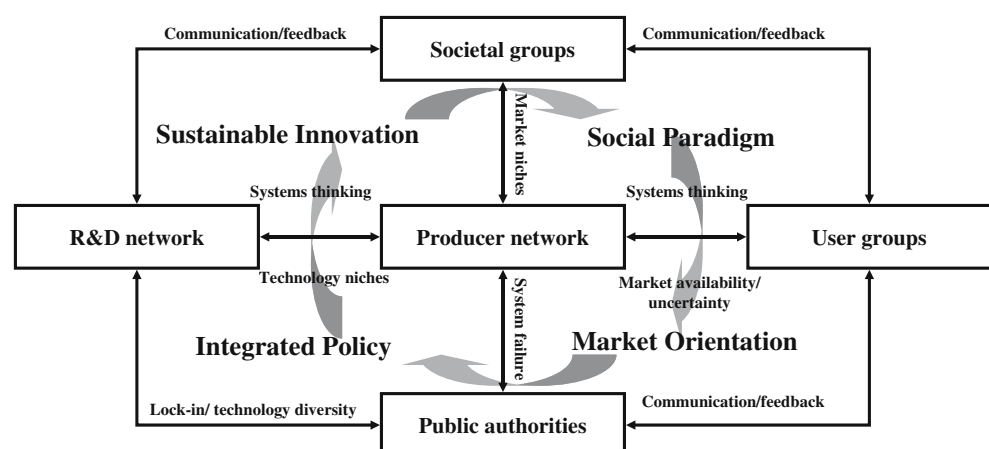 Communication/feedback
Societal groups
Communication/feedback
Market niches
Sustainable Innovation
Social Paradigm
Systems thinking
Systems thinking
R&D network
Producer network
User groups
Technology niches
Market availability/
uncertainty
System failure
Integrated Policy
Market Orientation
Lock-in/ technology diversity
Public authorities
Communication/feedback